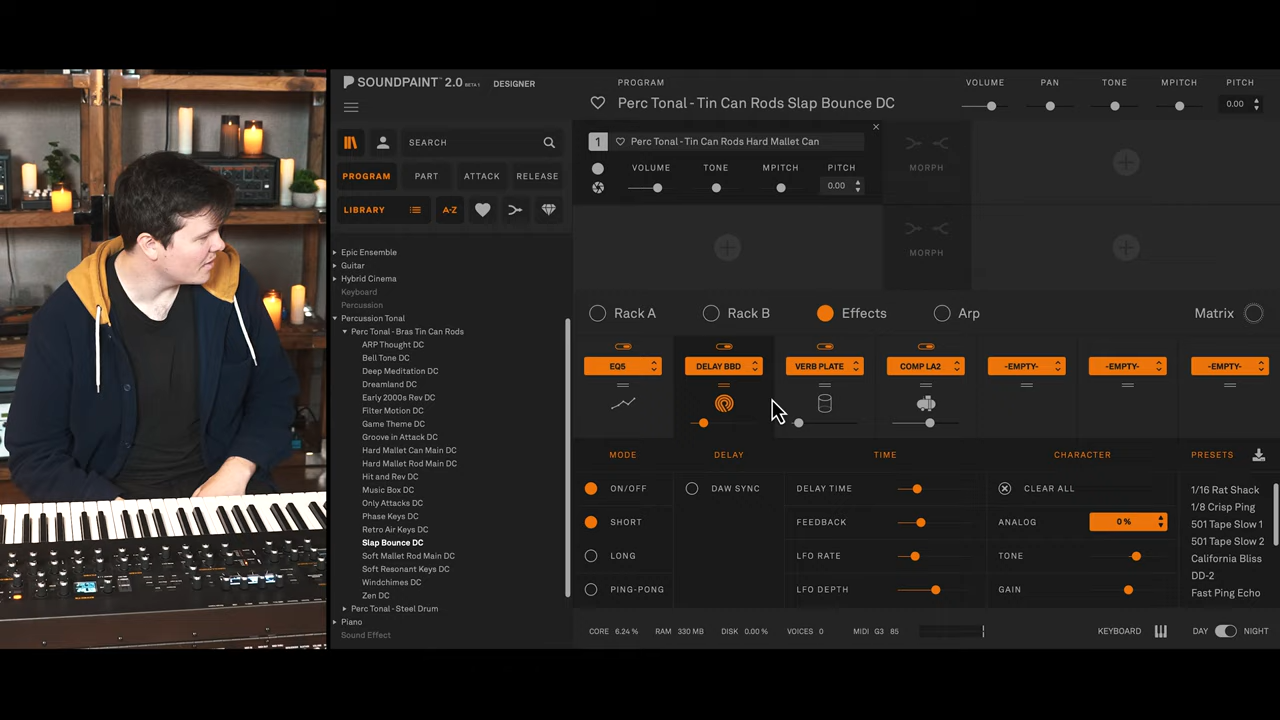 SOUNDPAINT™ 2.0 BETA 1 DESIGNER
SEARCH
PROGRAM PART ATTACK RELEASE
LIBRARY A-Z
Epic Ensemble
Guitar
Hybrid Cinema
Keyboard
Percussion
Percussion Tonal
Perc Tonal - Bras Tin Can Rods
ARP Thought DC
Bell Tone DC
Deep Meditation DC
Dreamland DC
Early 2000s Rev DC
Filter Motion DC
Game Theme DC
Groove in Attack DC
Hard Mallet Can Main DC
Hard Mallet Rod Main DC
Hit and Rev DC
Music Box DC
Only Attacks DC
Phase Keys DC
Retro Air Keys DC
Slap Bounce DC
Soft Mallet Rod Main DC
Soft Resonant Keys DC
Windchimes DC
Zen DC
Perc Tonal - Steel Drum
Piano
Sound Effect
PROGRAM
Perc Tonal - Tin Can Rods Slap Bounce DC
VOLUME PAN TONE MPITCH PITCH
0.00
1 Perc Tonal - Tin Can Rods Hard Mallet Can
VOLUME TONE MPITCH PITCH
0.00
MORPH
MORPH
Rack A Rack B Effects Arp Matrix
EQ5 DELAY BBD VERB PLATE COMP LA2 -EMPTY- -EMPTY- -EMPTY-
MODE DELAY TIME CHARACTER PRESETS
ON/OFF DAW SYNC DELAY TIME CLEAR ALL
SHORT FEEDBACK ANALOG 0 %
LONG LFO RATE TONE
PING-PONG LFO DEPTH GAIN
1/16 Rat Shack
1/8 Crisp Ping
501 Tape Slow 1
501 Tape Slow 2
California Bliss
DD-2
Fast Ping Echo
CORE 6.24 % RAM 330 MB DISK 0.00 % VOICES 0 MIDI G3 85 KEYBOARD DAY NIGHT